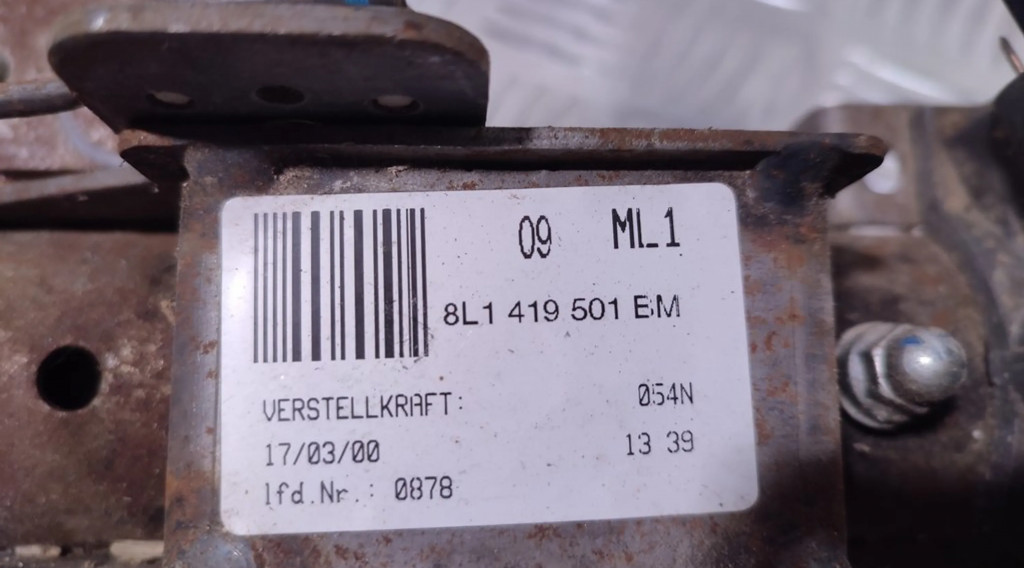 09 ML1
8L1 419 501 BM
VERSTELLKRAFT: 054N
17/03/00 13 39
lfd.Nr.: 0878